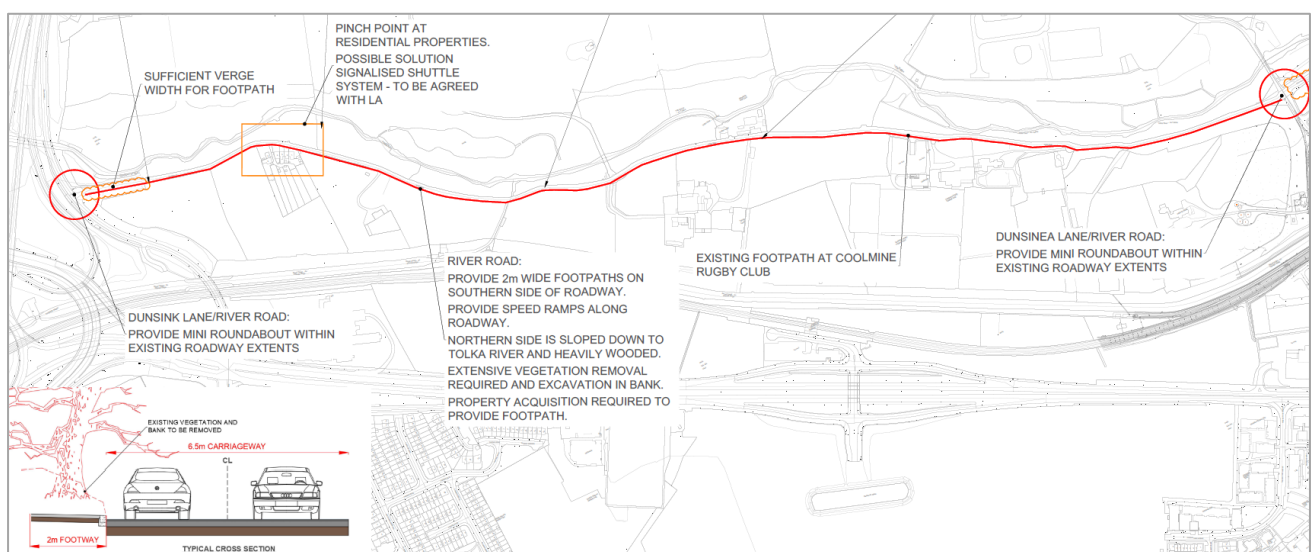 PINCH POINT AT
RESIDENTIAL PROPERTIES.
POSSIBLE SOLUTION
SIGNALISED SHUTTLE
SYSTEM - TO BE AGREED
WITH LA
SUFFICIENT VERGE
WIDTH FOR FOOTPATH
DUNSINK LANE/RIVER ROAD:
PROVIDE MINI ROUNDABOUT WITHIN
EXISTING ROADWAY EXTENTS
RIVER ROAD:
PROVIDE 2m WIDE FOOTPATHS ON
SOUTHERN SIDE OF ROADWAY.
PROVIDE SPEED RAMPS ALONG
ROADWAY.
NORTHERN SIDE IS SLOPED DOWN TO
TOLKA RIVER AND HEAVILY WOODED.
EXTENSIVE VEGETATION REMOVAL
REQUIRED AND EXCAVATION IN BANK.
PROPERTY ACQUISITION REQUIRED TO
PROVIDE FOOTPATH.
EXISTING FOOTPATH AT COOLMINE
RUGBY CLUB
DUNSINEA LANE/RIVER ROAD:
PROVIDE MINI ROUNDABOUT WITHIN
EXISTING ROADWAY EXTENTS
EXISTING VEGETATION AND
BANK TO BE REMOVED
6.5m CARRIAGEWAY
CL
2m FOOTWAY
TYPICAL CROSS SECTION